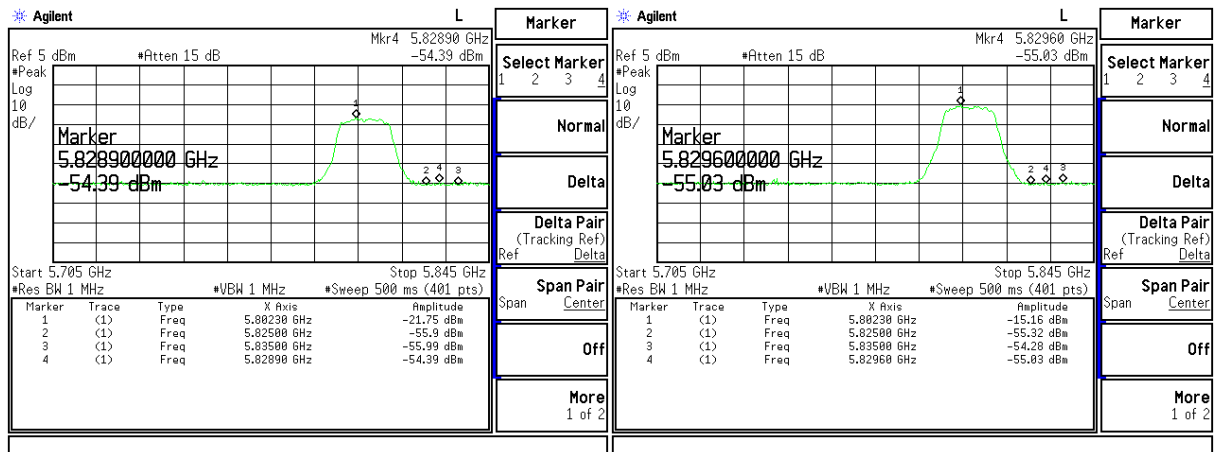 Agilent L
Mkr4 5.82890 GHz
Ref 5 dBm #Atten 15 dB -54.39 dBm
#Peak
Log
10
dB/
1
Marker
5.828900000 GHz
-54.39 dBm
2 4 3
Start 5.705 GHz Stop 5.845 GHz
#Res BW 1 MHz #VBW 1 MHz #Sweep 500 ms (401 pts)
Marker Trace Type X Axis Amplitude
1 (1) Freq 5.80230 GHz -21.75 dBm
2 (1) Freq 5.82500 GHz -55.9 dBm
3 (1) Freq 5.83500 GHz -55.99 dBm
4 (1) Freq 5.82890 GHz -54.39 dBm
Marker
Select Marker
1 2 3 4
Normal
Delta
Delta Pair
(Tracking Ref)
Ref Delta
Span Pair
Span Center
Off
More
1 of 2
Agilent L
Mkr4 5.82960 GHz
Ref 5 dBm #Atten 15 dB -55.03 dBm
#Peak
Log
10
dB/
1
Marker
5.829600000 GHz
-55.03 dBm
2 4 3
Start 5.705 GHz Stop 5.845 GHz
#Res BW 1 MHz #VBW 1 MHz #Sweep 500 ms (401 pts)
Marker Trace Type X Axis Amplitude
1 (1) Freq 5.80230 GHz -15.16 dBm
2 (1) Freq 5.82500 GHz -55.32 dBm
3 (1) Freq 5.83500 GHz -54.28 dBm
4 (1) Freq 5.82960 GHz -55.03 dBm
Marker
Select Marker
1 2 3 4
Normal
Delta
Delta Pair
(Tracking Ref)
Ref Delta
Span Pair
Span Center
Off
More
1 of 2